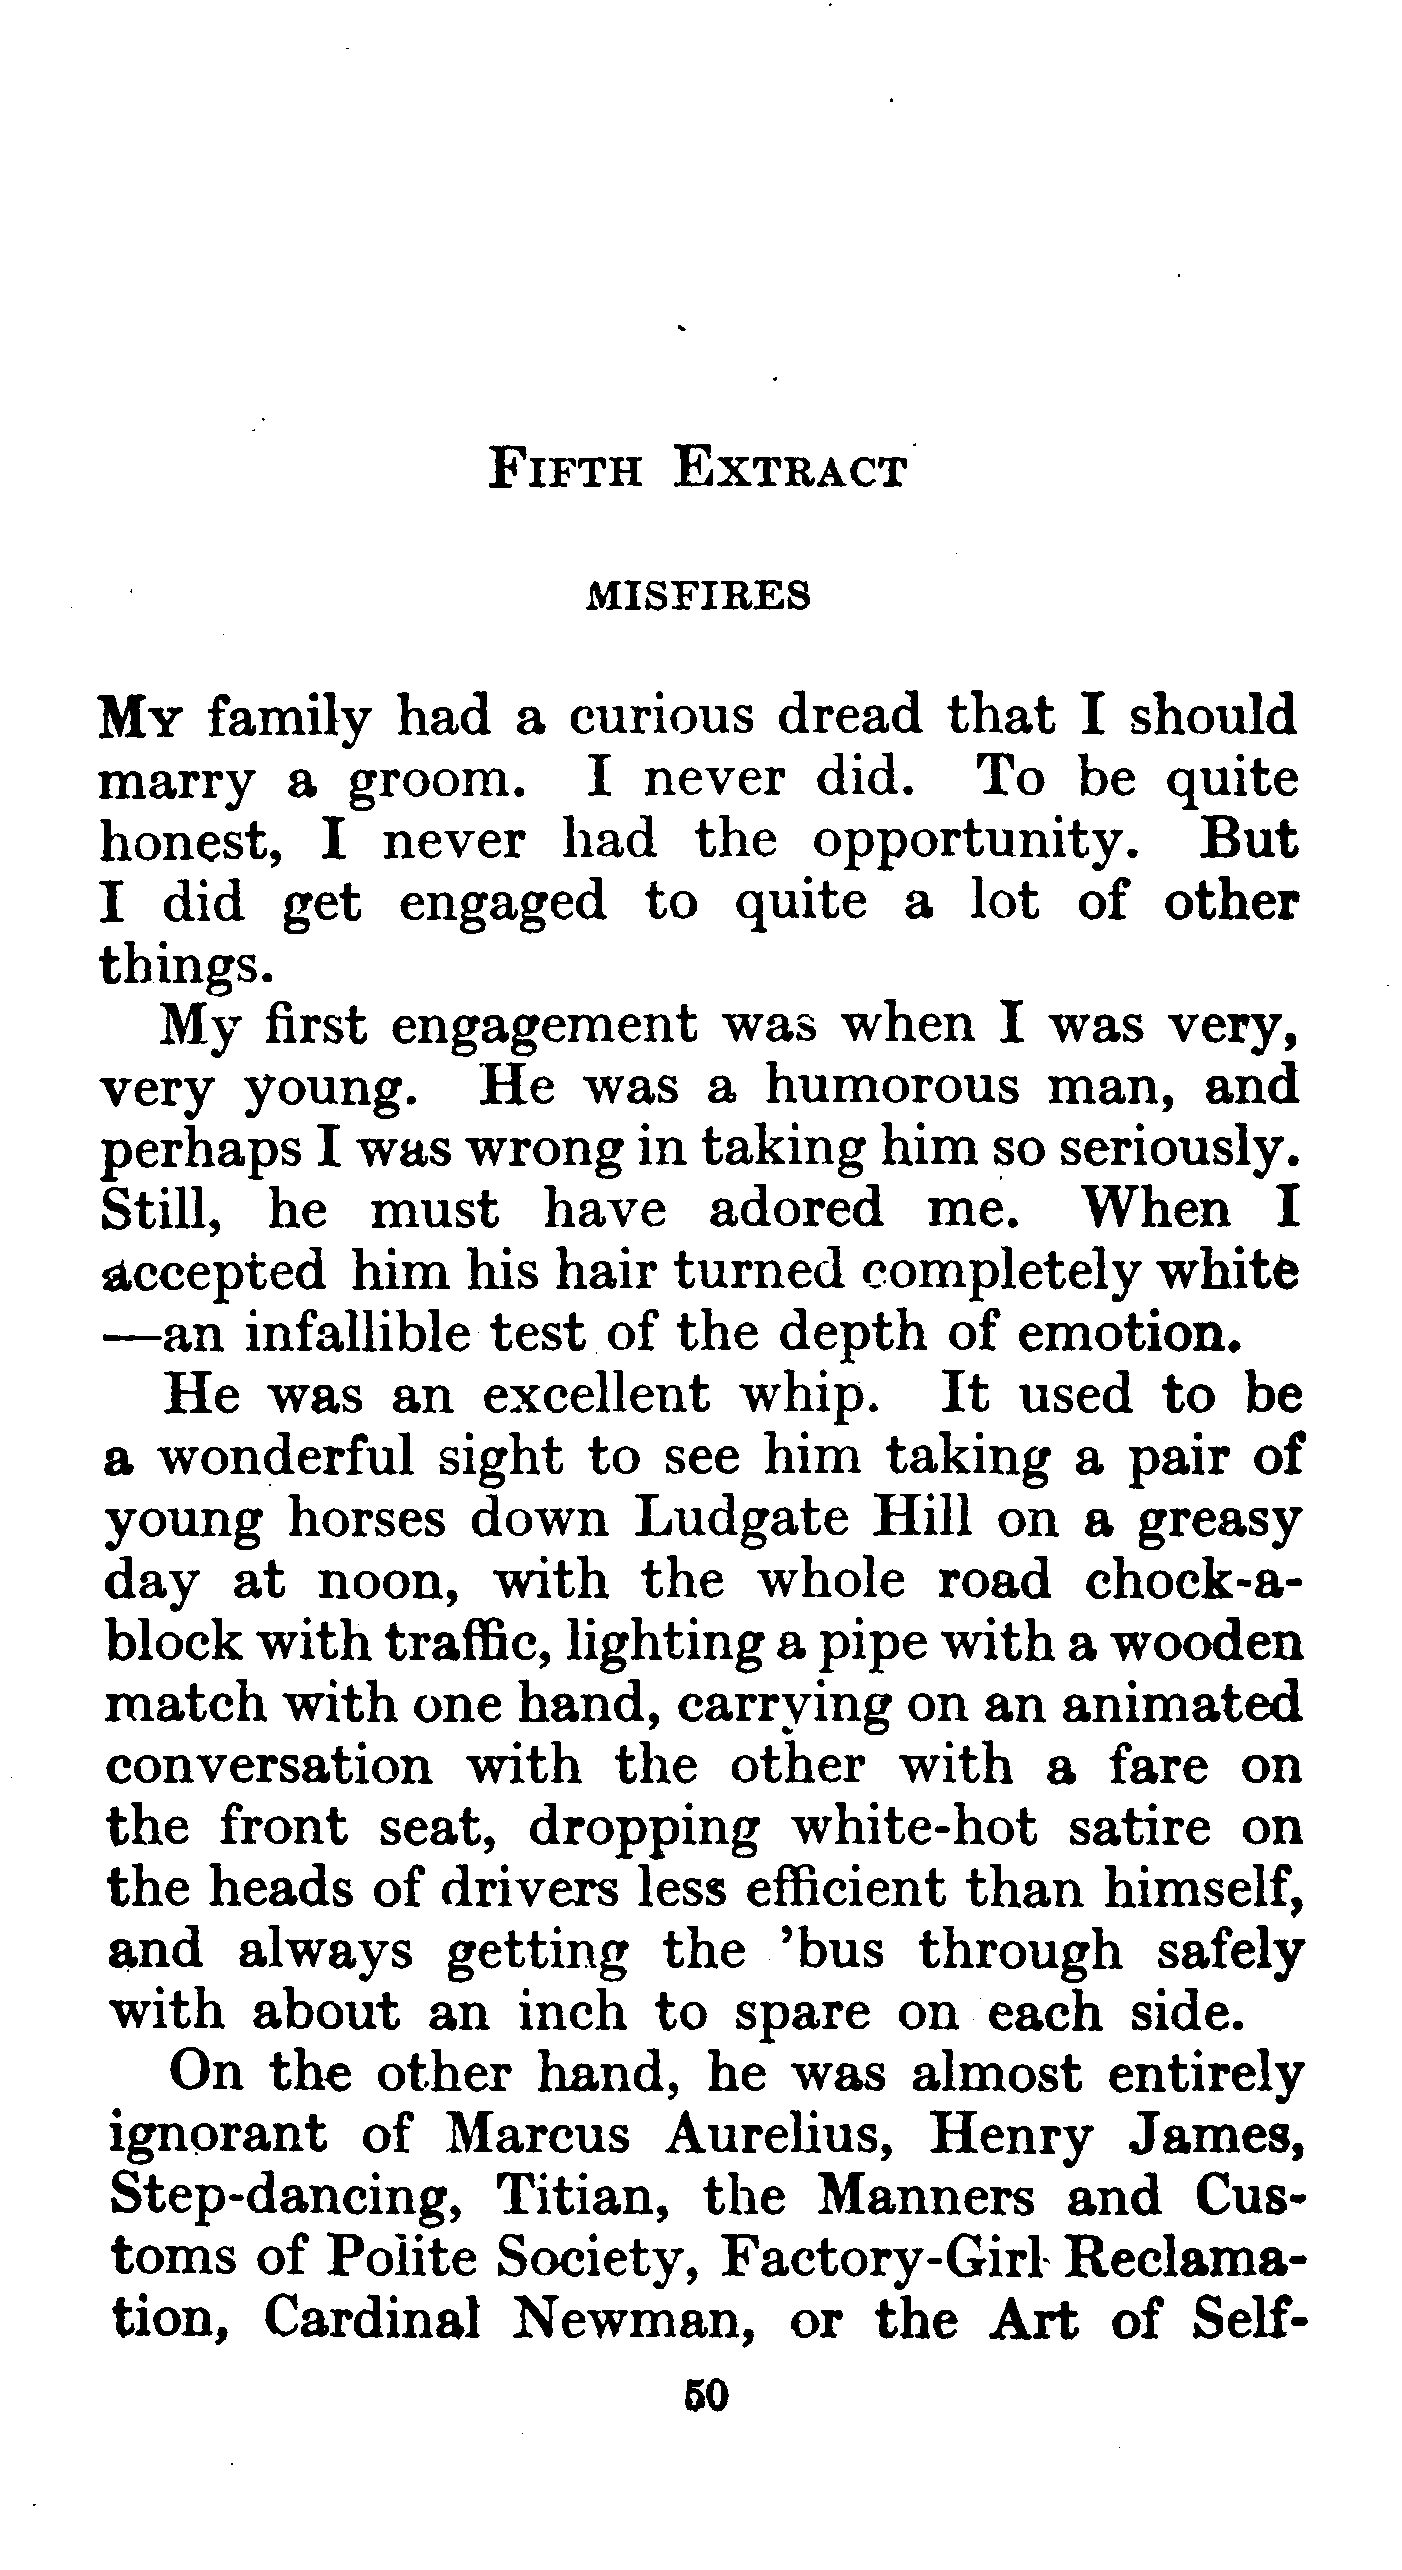 FIFTH EXTRACT
MISFIRES
MY family had a curious dread that I should
marry a groom. I never did. To be quite
honest, I never had the opportunity. But
I did get engaged to quite a lot of other
things.
My first engagement was when I was very,
very young. He was a humorous man, and
perhaps I was wrong in taking him so seriously.
Still, he must have adored me. When I
accepted him his hair turned completely white
—an infallible test of the depth of emotion.
He was an excellent whip. It used to be
a wonderful sight to see him taking a pair of
young horses down Ludgate Hill on a greasy
day at noon, with the whole road chock-a-
block with traffic, lighting a pipe with a wooden
match with one hand, carrying on an animated
conversation with the other with a fare on
the front seat, dropping white-hot satire on
the heads of drivers less efficient than himself,
and always getting the ’bus through safely
with about an inch to spare on each side.
On the other hand, he was almost entirely
ignorant of Marcus Aurelius, Henry James,
Step-dancing, Titian, the Manners and Cus-
toms of Polite Society, Factory-Girl Reclama-
tion, Cardinal Newman, or the Art of Self-
50